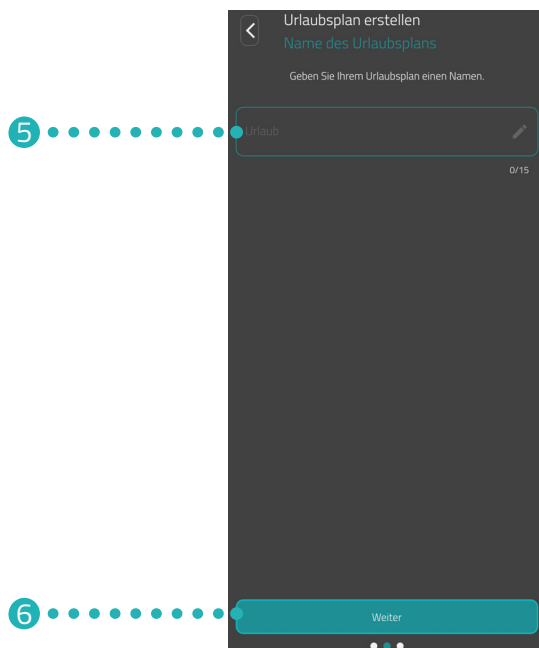 Urlaubsplan erstellen
Name des Urlaubsplans
Geben Sie Ihrem Urlaubsplan einen Namen.
5
Urlaub
0/15
6
Weiter